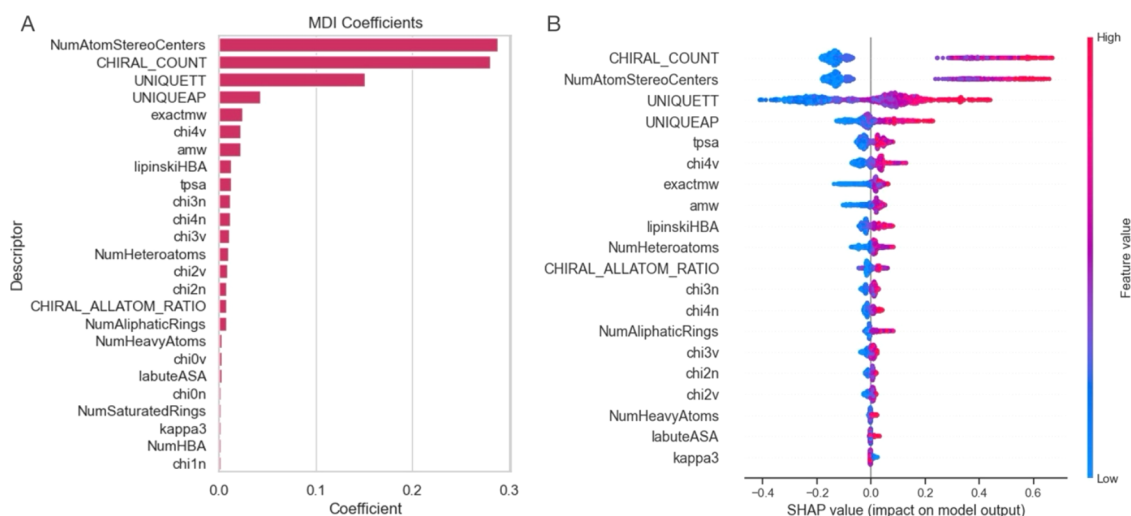 A
MDI Coefficients
Descriptor
NumAtomStereoCenters
CHIRAL_COUNT
UNIQUETT
UNIQUEAP
exactmw
chi4v
amw
lipinskiHBA
tpsa
chi3n
chi4n
chi3v
NumHeteroatoms
chi2v
chi2n
CHIRAL_ALLATOM_RATIO
NumAliphaticRings
NumHeavyAtoms
chi0v
labuteASA
chi0n
NumSaturatedRings
kappa3
NumHBA
chi1n
0.0 0.1 0.2 0.3
Coefficient
B
CHIRAL_COUNT
NumAtomStereoCenters
UNIQUETT
UNIQUEAP
tpsa
chi4v
exactmw
amw
lipinskiHBA
NumHeteroatoms
CHIRAL_ALLATOM_RATIO
chi3n
chi4n
NumAliphaticRings
chi3v
chi2n
chi2v
NumHeavyAtoms
labuteASA
kappa3
−0.4 −0.2 0.0 0.2 0.4 0.6
SHAP value (impact on model output)
High
Feature value
Low